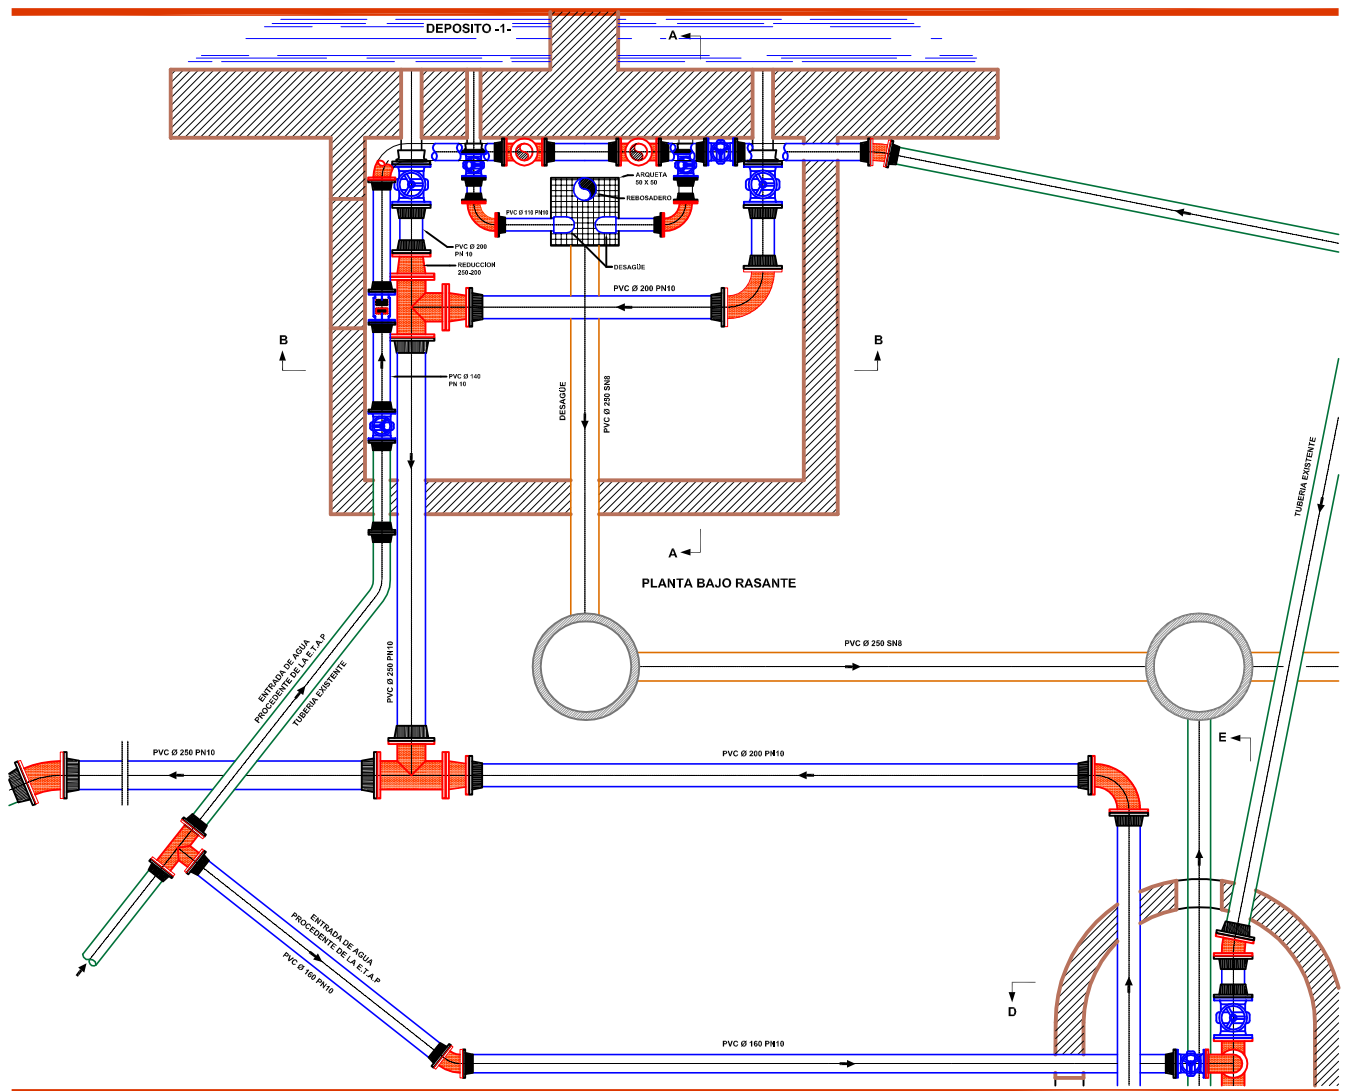 DEPOSITO -1-
A
ARQUETA
50 X 50
REBOSADERO
PVC Ø 110 PN10
PVC Ø 200
PN 10
REDUCCION
250-200
DESAGÜE
PVC Ø 200 PN10
B
B
PVC Ø 140
PN 10
DESAGÜE
PVC Ø 250 SN8
TUBERIA EXISTENTE
A
PLANTA BAJO RASANTE
ENTRADA DE AGUA
PROCEDENTE DE LA E.T.A.P
TUBERIA EXISTENTE
PVC Ø 250 PN10
PVC Ø 250 SN8
E
PVC Ø 250 PN10
PVC Ø 200 PN10
ENTRADA DE AGUA
PROCEDENTE DE LA E.T.A.P
PVC Ø 160 PN10
D
PVC Ø 160 PN10